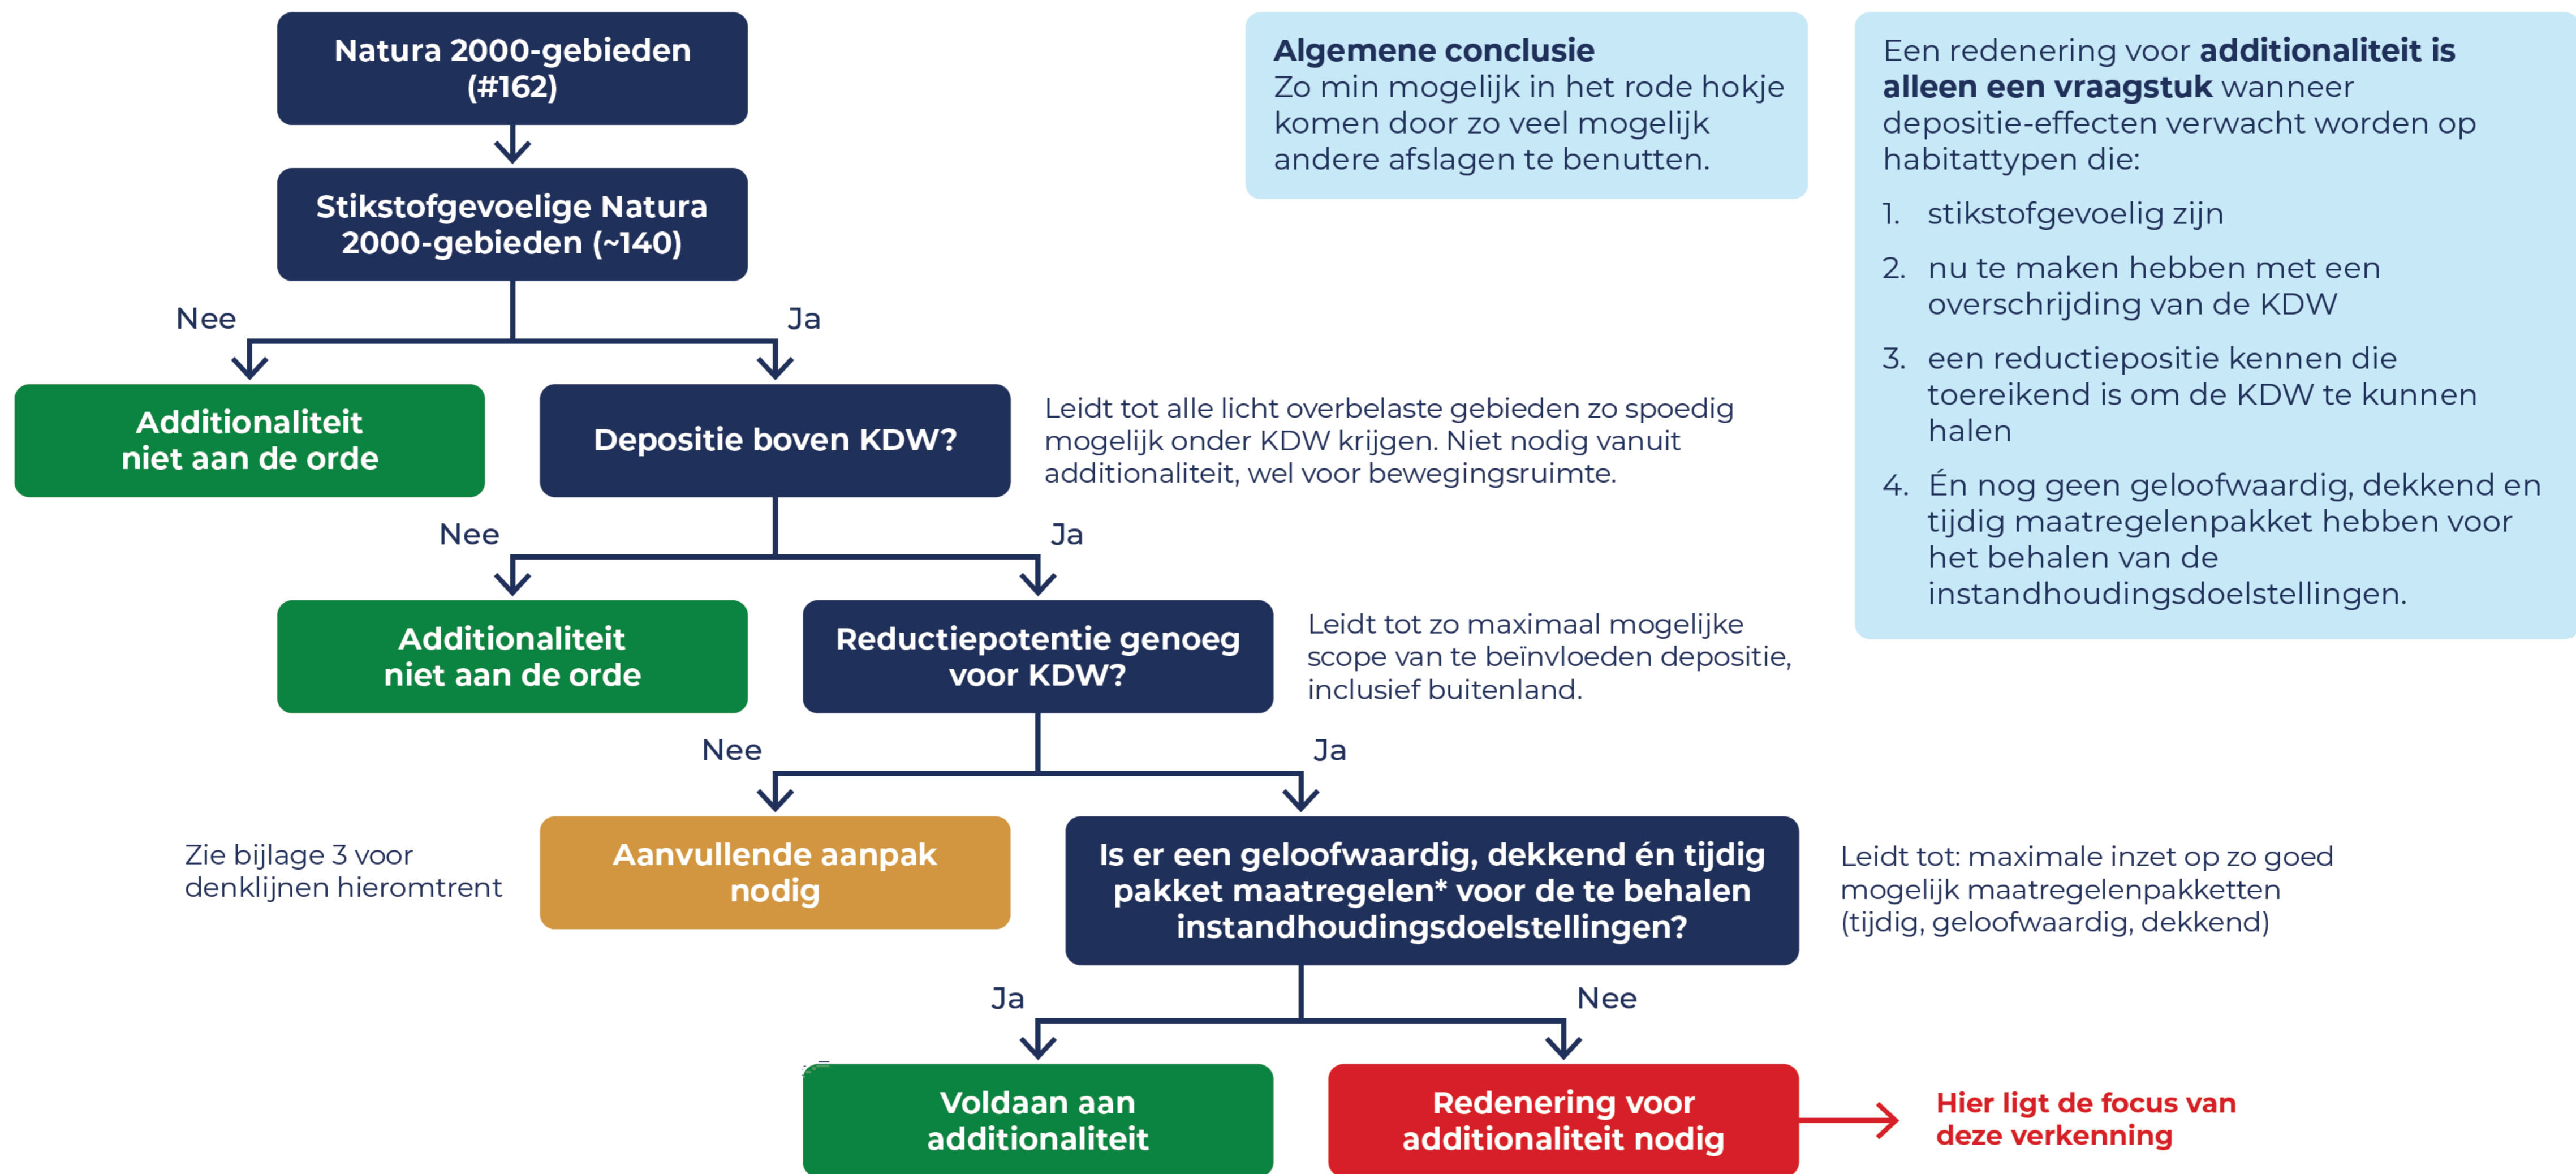 Natura 2000-gebieden
(#162)
Algemene conclusie
Zo min mogelijk in het rode hokje
komen door zo veel mogelijk
andere afslagen te benutten.
Een redenering voor additionaliteit is
alleen een vraagstuk wanneer
depositie-effecten verwacht worden op
habitattypen die:
1. stikstofgevoelig zijn
2. nu te maken hebben met een
overschrijding van de KDW
3. een reductiepositie kennen die
toereikend is om de KDW te kunnen
halen
4. Én nog geen geloofwaardig, dekkend en
tijdig maatregelenpakket hebben voor
het behalen van de
instandhoudingsdoelstellingen.
Stikstofgevoelige Natura
2000-gebieden (~140)
Nee
Ja
Additionaliteit
niet aan de orde
Depositie boven KDW?
Leidt tot alle licht overbelaste gebieden zo spoedig
mogelijk onder KDW krijgen. Niet nodig vanuit
additionaliteit, wel voor bewegingsruimte.
Nee
Ja
Additionaliteit
niet aan de orde
Reductiepotentie genoeg
voor KDW?
Leidt tot zo maximaal mogelijke
scope van te beïnvloeden depositie,
inclusief buitenland.
Nee
Ja
Zie bijlage 3 voor
denklijnen hieromtrent
Aanvullende aanpak
nodig
Is er een geloofwaardig, dekkend én tijdig
pakket maatregelen* voor de te behalen
instandhoudingsdoelstellingen?
Leidt tot: maximale inzet op zo goed
mogelijk maatregelenpakketten
(tijdig, geloofwaardig, dekkend)
Ja
Nee
Voldaan aan
additionaliteit
Redenering voor
additionaliteit nodig
Hier ligt de focus van
deze verkenning